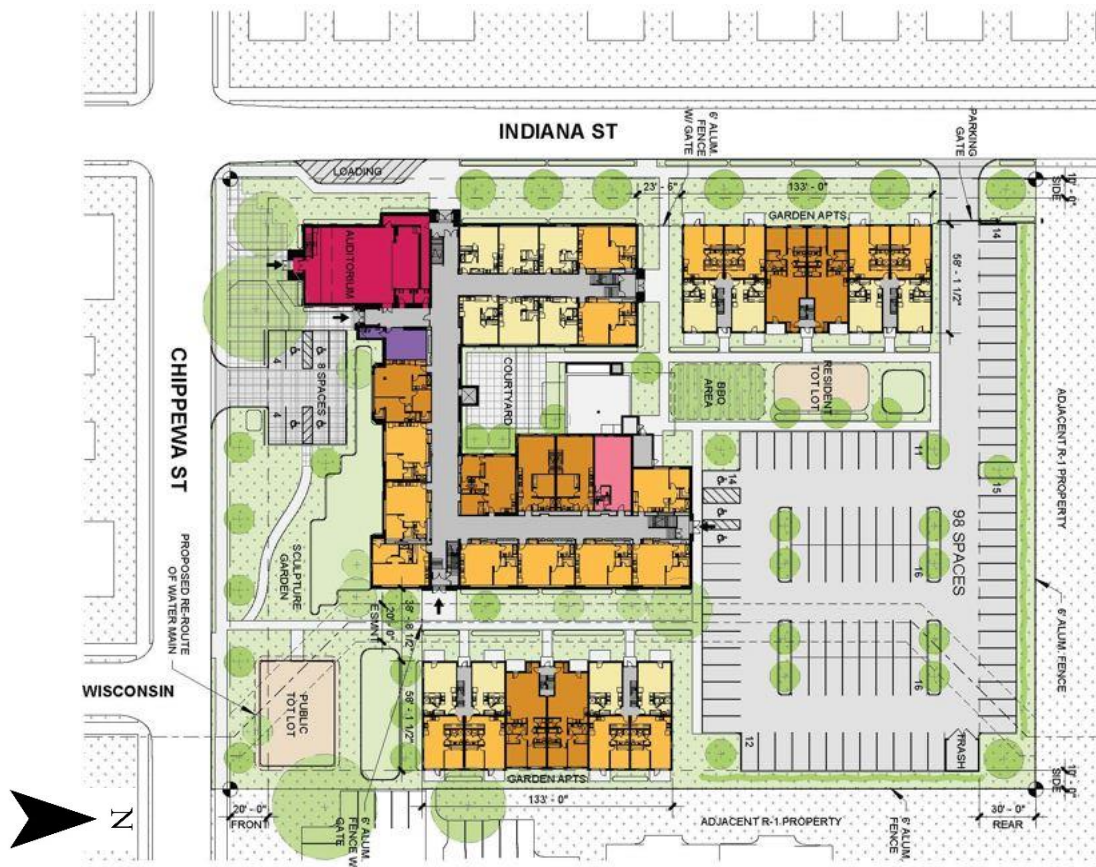 INDIANA ST
6' ALUM.
FENCE
W/ GATE
PARKING
GATE
LOADING
23' - 6"
133' - 0"
10' - 0"
SIDE
GARDEN APTS.
14
58' - 1 1/2"
AUDITORIUM
CHIPPEWA ST
4
8 SPACES
4
COURTYARD
BBQ
AREA
RESIDENT
TOT LOT
11
15
ADJACENT R-1 PROPERTY
14
98 SPACES
16
SCULPTURE
GARDEN
PROPOSED RE-ROUTE
OF WATER MAIN
38' - 8 1/2"
20' - 0"
ESMNT
6' ALUM. FENCE
WISCONSIN
PUBLIC
TOT LOT
58' - 1 1/2"
16
12
TRASH
GARDEN APTS.
10' - 0"
SIDE
N
20' - 0"
FRONT
6' ALUM.
FENCE W/
GATE
133' - 0"
ADJACENT R-1 PROPERTY
6' ALUM.
FENCE
30' - 0"
REAR